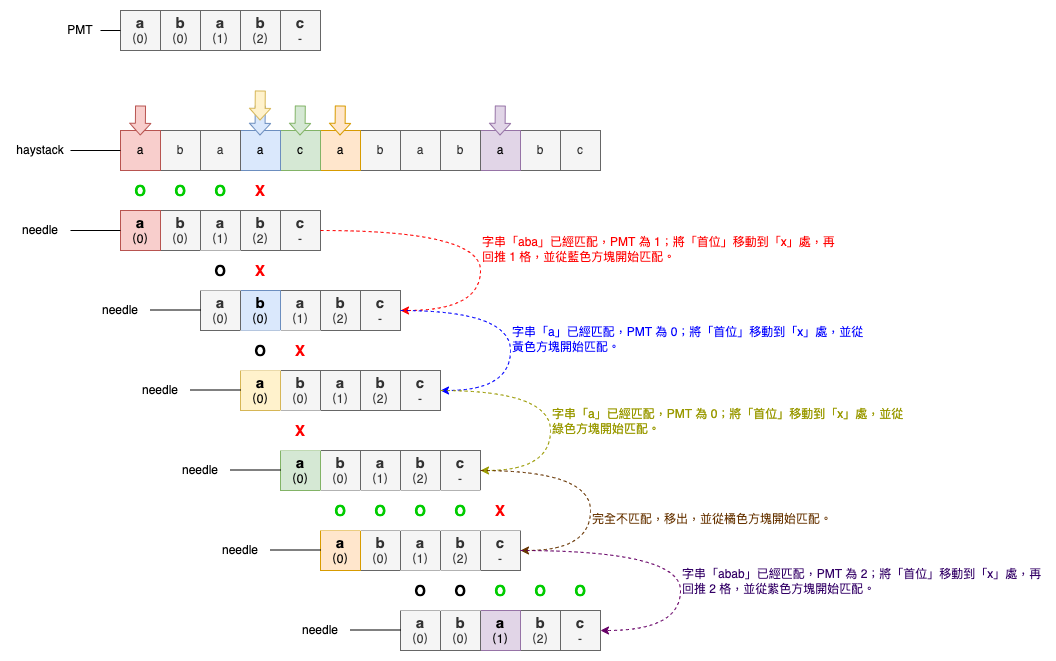 PMT a b a b c
(0) (0) (1) (2) -
haystack a b a a c a b a b a b c
O O O X
needle a b a b c
(0) (0) (1) (2) -
字串「aba」已經匹配，PMT 為 1；將「首位」移動到「x」處，再
回推 1 格，並從藍色方塊開始匹配。
O X
needle a b a b c
(0) (0) (1) (2) -
字串「a」已經匹配，PMT 為 0；將「首位」移動到「x」處，並從
黃色方塊開始匹配。
O X
needle a b a b c
(0) (0) (1) (2) -
字串「a」已經匹配，PMT 為 0；將「首位」移動到「x」處，並從
綠色方塊開始匹配。
X
needle a b a b c
(0) (0) (1) (2) -
O O O O X
完全不匹配，移出，並從橘色方塊開始匹配。
needle a b a b c
(0) (0) (1) (2) -
字串「abab」已經匹配，PMT 為 2；將「首位」移動到「x」處，再
回推 2 格，並從紫色方塊開始匹配。
O O O O O
needle a b a b c
(0) (0) (1) (2) -